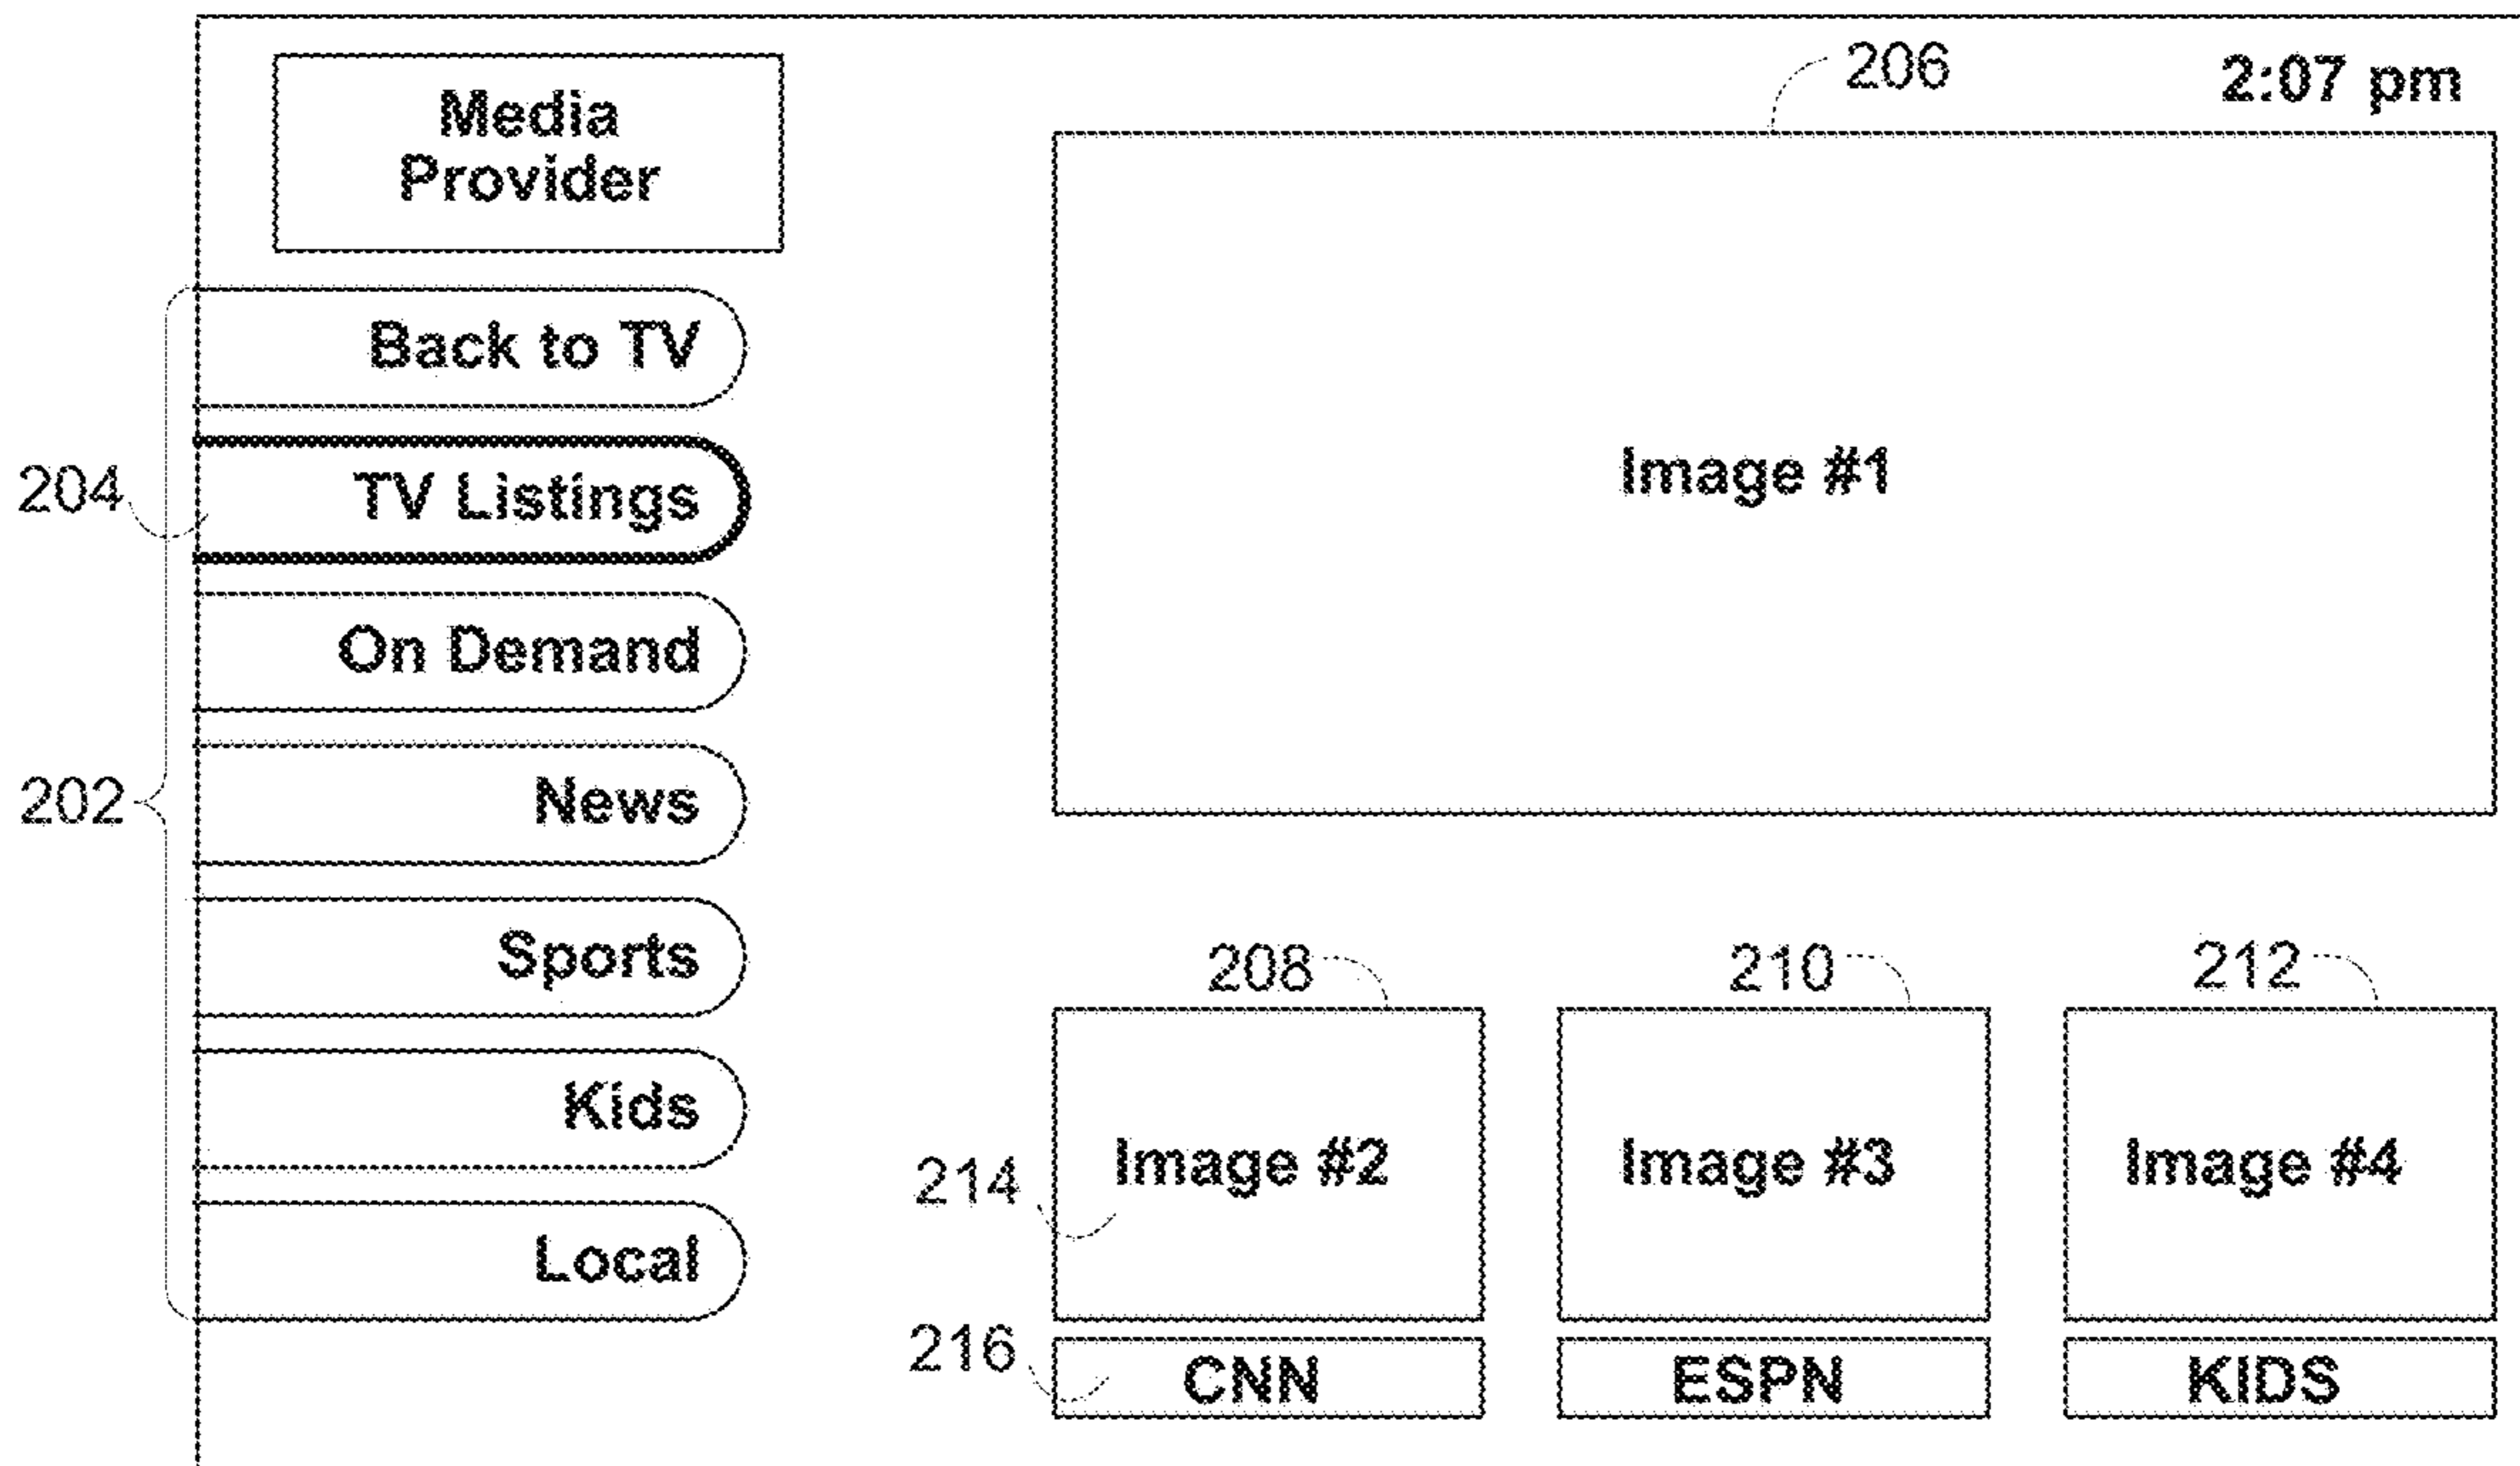 206
2:07 pm
Media
Provider
Back to TV
204
TV Listings
Image #1
On Demand
202
News
Sports
208
210
212
Kids
214
Image #2
Image #3
Image #4
Local
216
CNN
ESPN
KIDS